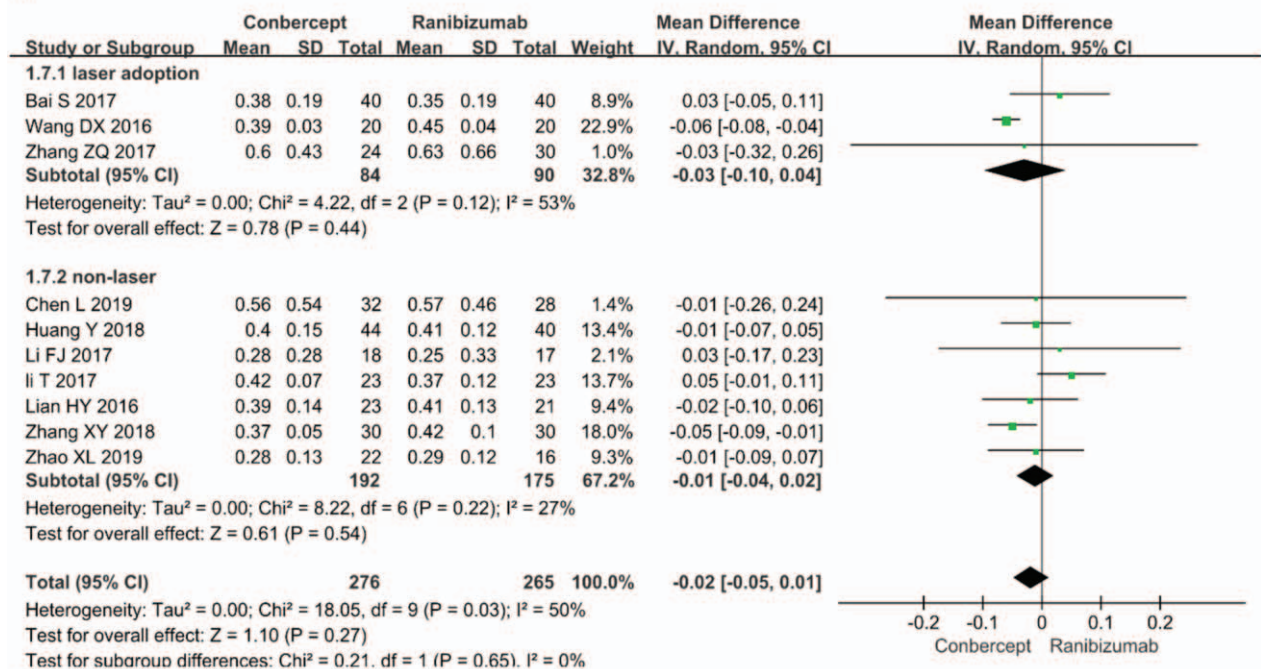 Conbercept Ranibizumab Mean Difference Mean Difference
Study or Subgroup Mean SD Total Mean SD Total Weight IV. Random. 95% CI IV. Random. 95% CI
1.7.1 laser adoption
Bai S 2017 0.38 0.19 40 0.35 0.19 40 8.9% 0.03 [-0.05, 0.11]
Wang DX 2016 0.39 0.03 20 0.45 0.04 20 22.9% -0.06 [-0.08, -0.04]
Zhang ZQ 2017 0.6 0.43 24 0.63 0.66 30 1.0% -0.03 [-0.32, 0.26]
Subtotal (95% CI) 84 90 32.8% -0.03 [-0.10, 0.04]
Heterogeneity: Tau² = 0.00; Chi² = 4.22, df = 2 (P = 0.12); I² = 53%
Test for overall effect: Z = 0.78 (P = 0.44)
1.7.2 non-laser
Chen L 2019 0.56 0.54 32 0.57 0.46 28 1.4% -0.01 [-0.26, 0.24]
Huang Y 2018 0.4 0.15 44 0.41 0.12 40 13.4% -0.01 [-0.07, 0.05]
Li FJ 2017 0.28 0.28 18 0.25 0.33 17 2.1% 0.03 [-0.17, 0.23]
li T 2017 0.42 0.07 23 0.37 0.12 23 13.7% 0.05 [-0.01, 0.11]
Lian HY 2016 0.39 0.14 23 0.41 0.13 21 9.4% -0.02 [-0.10, 0.06]
Zhang XY 2018 0.37 0.05 30 0.42 0.1 30 18.0% -0.05 [-0.09, -0.01]
Zhao XL 2019 0.28 0.13 22 0.29 0.12 16 9.3% -0.01 [-0.09, 0.07]
Subtotal (95% CI) 192 175 67.2% -0.01 [-0.04, 0.02]
Heterogeneity: Tau² = 0.00; Chi² = 8.22, df = 6 (P = 0.22); I² = 27%
Test for overall effect: Z = 0.61 (P = 0.54)
Total (95% CI) 276 265 100.0% -0.02 [-0.05, 0.01]
Heterogeneity: Tau² = 0.00; Chi² = 18.05, df = 9 (P = 0.03); I² = 50%
Test for overall effect: Z = 1.10 (P = 0.27)
Test for subgroup differences: Chi² = 0.21, df = 1 (P = 0.65), I² = 0%
-0.2 -0.1 0 0.1 0.2
Conbercept Ranibizumab